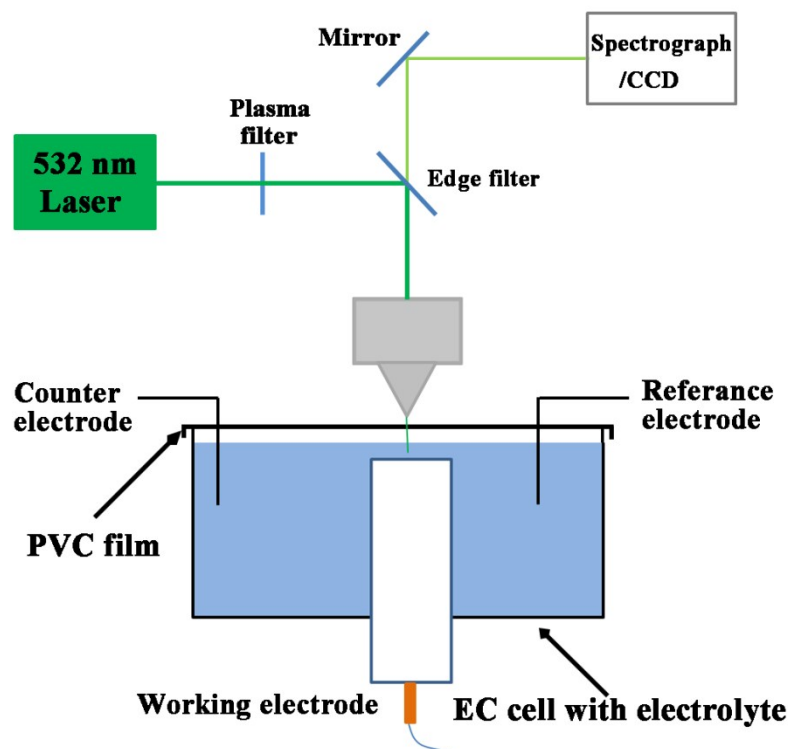 Mirror
Spectrograph
/CCD
Plasma
filter
532 nm
Laser
Edge filter
Counter
electrode
Referance
electrode
PVC film
Working electrode
EC cell with electrolyte